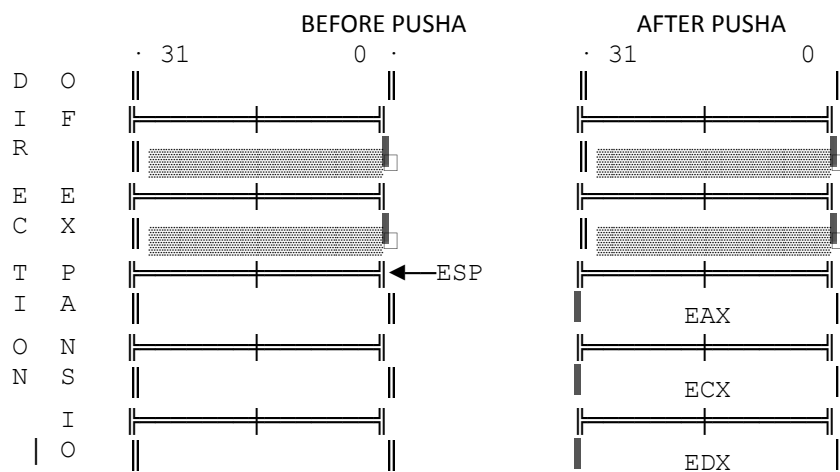 BEFORE PUSHA AFTER PUSHA
31 0 31 0
D O
I F
R
E E
C X
T P ESP
I A EAX
O N
N S ECX
I
| O EDX